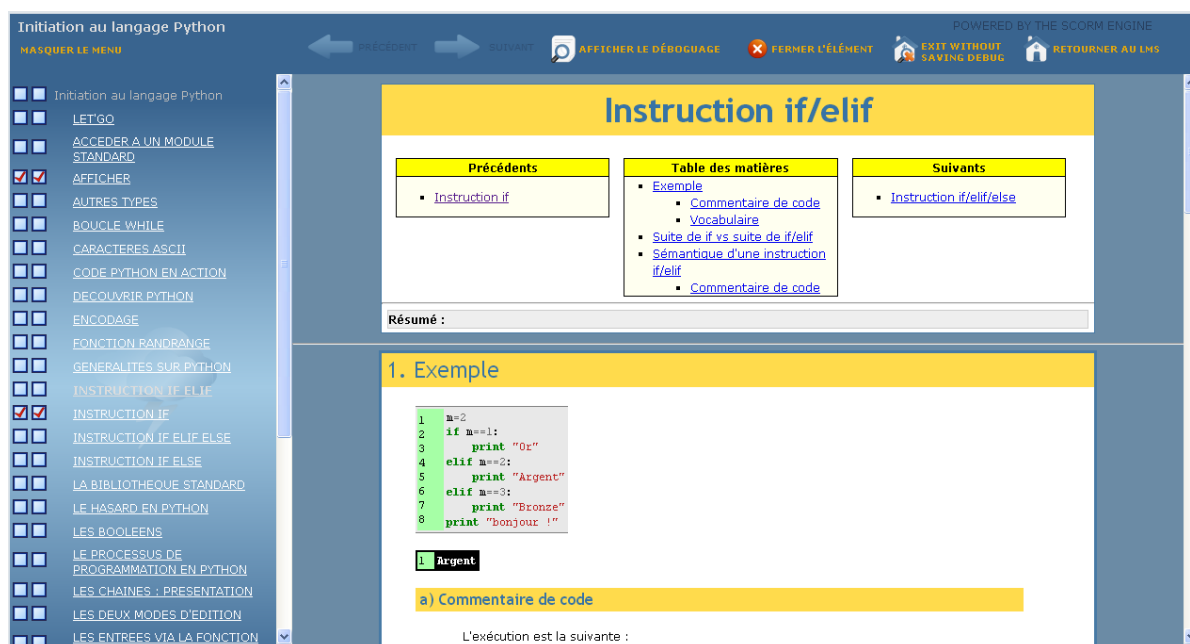 Initiation au langage Python
MASQUER LE MENU
PRÉCÉDENT
SUIVANT
AFFICHER LE DÉBOGUAGE
FERMER L'ÉLÉMENT
POWERED BY THE SCORM ENGINE
EXIT WITHOUT
SAVING DEBUG
RETOURNER AU LMS
Initiation au langage Python
LET'GO
ACCEDER A UN MODULE
STANDARD
AFFICHER
AUTRES TYPES
BOUCLE WHILE
CARACTERES ASCII
CODE PYTHON EN ACTION
DECOUVRIR PYTHON
ENCODAGE
FONCTION RANDRANGE
GENERALITES SUR PYTHON
INSTRUCTION IF ELIF
INSTRUCTION IF
INSTRUCTION IF ELIF ELSE
INSTRUCTION IF ELSE
LA BIBLIOTHEQUE STANDARD
LE HASARD EN PYTHON
LES BOOLEENS
LE PROCESSUS DE
PROGRAMMATION EN PYTHON
LES CHAINES : PRESENTATION
LES DEUX MODES D'EDITION
LES ENTREES VIA LA FONCTION
Instruction if/elif
Précédents
Instruction if
Table des matières
Exemple
Commentaire de code
Vocabulaire
Suite de if vs suite de if/elif
Sémantique d'une instruction
if/elif
Commentaire de code
Suivants
Instruction if/elif/else
Résumé :
1. Exemple
1 m=2
2 if m==1:
3 print "Or"
4 elif m==2:
5 print "Argent"
6 elif m==3:
7 print "Bronze"
8 print "bonjour !"
1 Argent
a) Commentaire de code
L'exécution est la suivante :